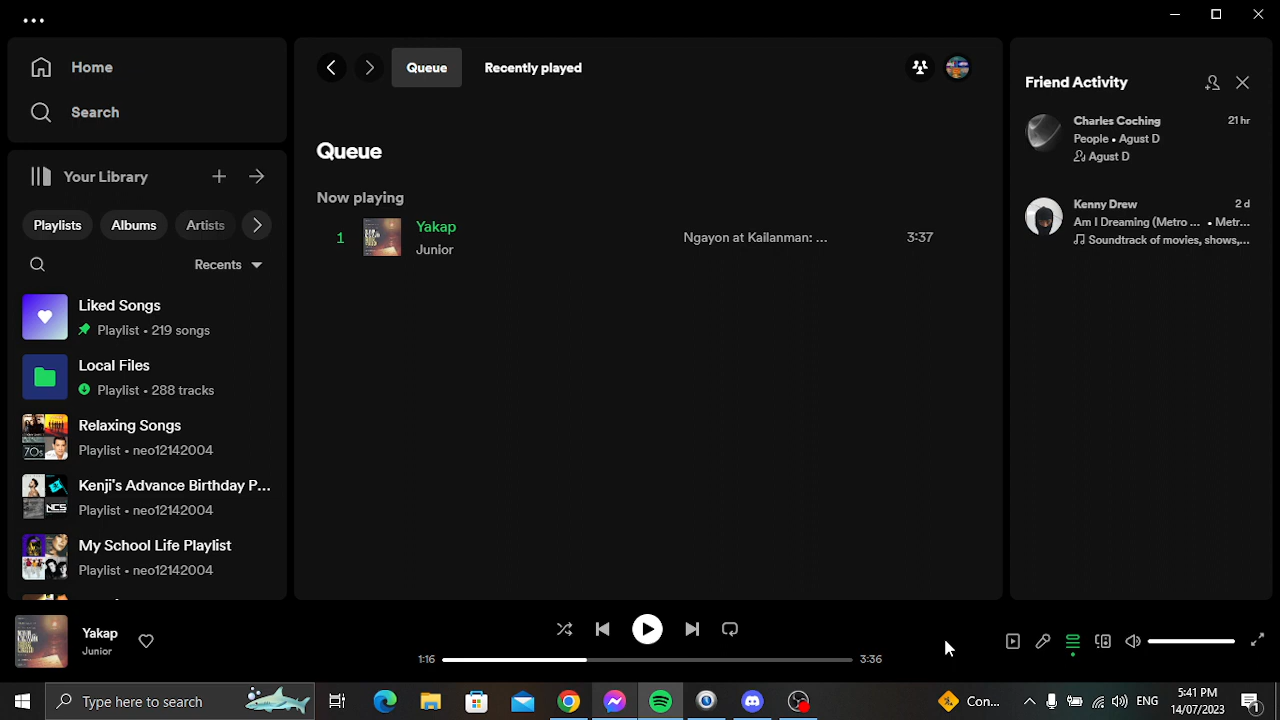 Home
Search
Your Library
Playlists
Albums
Artists
Recents
Liked Songs
Playlist • 219 songs
Local Files
Playlist • 288 tracks
Relaxing Songs
Playlist • neo12142004
Kenji's Advance Birthday P...
Playlist • neo12142004
My School Life Playlist
Playlist • neo12142004
Queue
Recently played
Queue
Now playing
1
Yakap
Junior
Ngayon at Kailanman: ...
3:37
Friend Activity
Charles Coching
21 hr
People • Agust D
Agust D
Kenny Drew
2 d
Am I Dreaming (Metro ... • Metr...
Soundtrack of movies, shows,...
Yakap
Junior
1:16
3:36
Type here to search
Con...
ENG
5:41 PM
14/07/2023
1